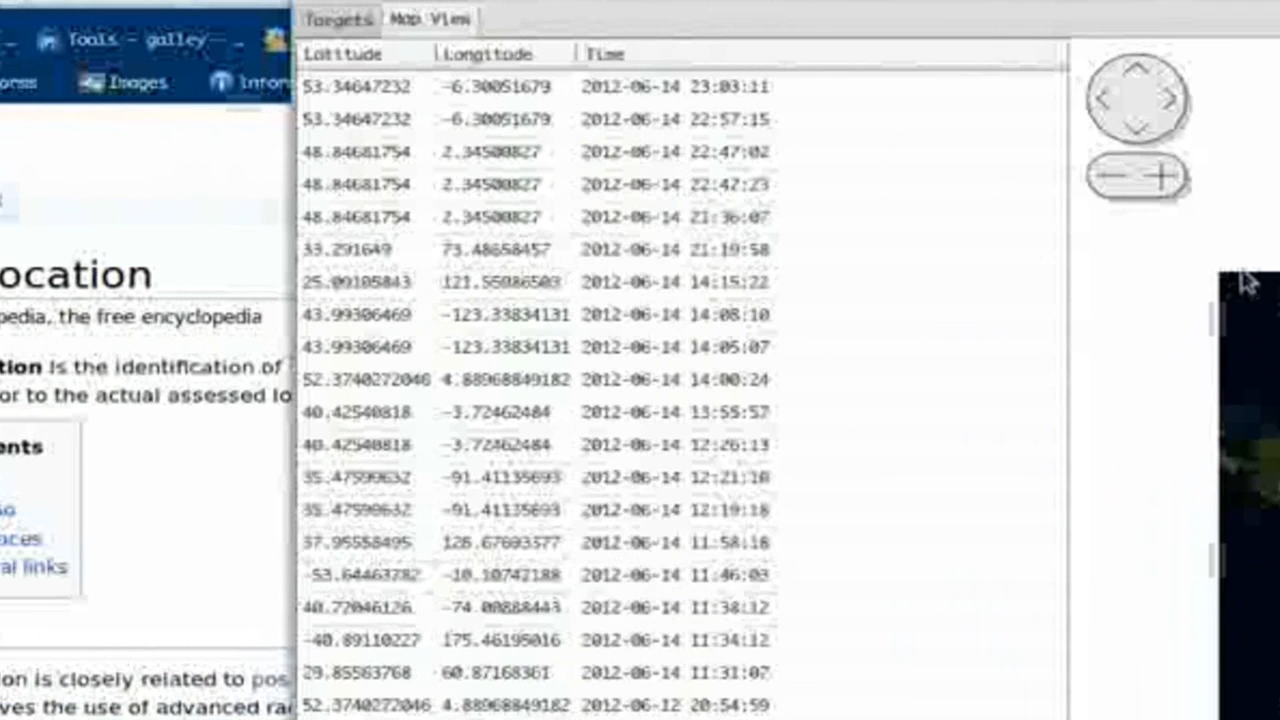 Targets Map View
Tools - galley-
Images
Latitude Longitude Time
53.34647232 -6.30051679 2012-06-14 23:03:11
53.34647232 -6.30051679 2012-06-14 22:57:15
48.84681754 2.34500827 2012-06-14 22:47:02
48.84681754 2.34500827 2012-06-14 22:42:23
48.84681754 2.34500827 2012-06-14 21:36:07
33.291649 73.48658457 2012-06-14 21:19:58
25.09105843 121.55986503 2012-06-14 14:15:22
43.99306469 -123.33834131 2012-06-14 14:08:10
43.99306469 -123.33834131 2012-06-14 14:05:07
52.3740272046 4.88968849182 2012-06-14 14:00:24
40.42540818 -3.72462484 2012-06-14 13:55:57
40.42540818 -3.72462484 2012-06-14 12:26:13
35.47590632 -91.41135693 2012-06-14 12:21:10
35.47590632 -91.41135693 2012-06-14 12:19:18
37.95558495 128.67693377 2012-06-14 11:58:18
-53.64463782 -10.10742188 2012-06-14 11:46:03
40.72046126 -74.00888443 2012-06-14 11:38:12
-40.89110227 175.46195016 2012-06-14 11:34:12
29.85583768 60.87168361 2012-06-14 11:31:07
52.3740272046 4.88968849182 2012-06-12 20:54:59
ocation
pedia, the free encyclopedia
tion is the identification of
or to the actual assessed lo
ents
so
aces
al links
on is closely related to pos
ves the use of advanced rad